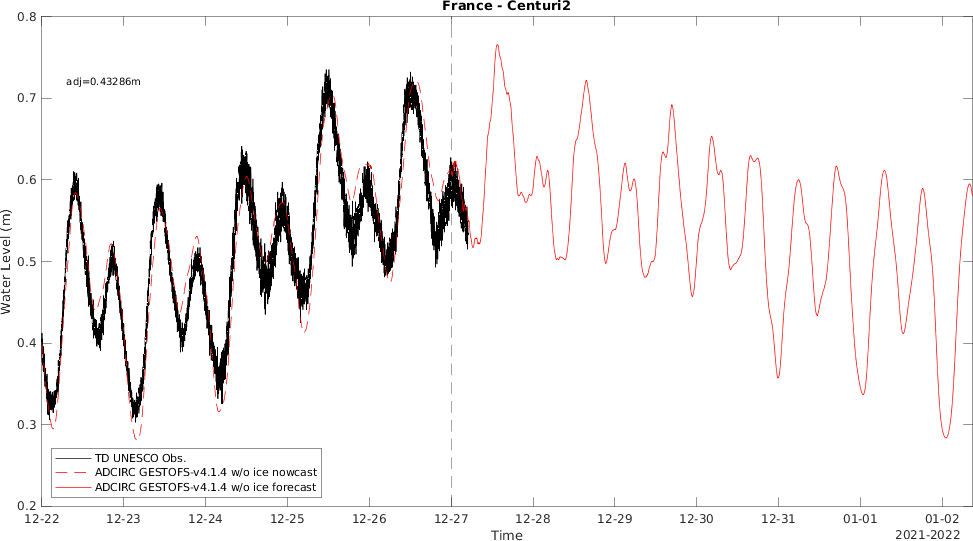 France - Centuri2
0.8
0.7
0.6
0.5
0.4
0.3
0.2
Water Level (m)
adj=0.43286m
TD UNESCO Obs.
ADCIRC GESTOFS-v4.1.4 w/o ice nowcast
ADCIRC GESTOFS-v4.1.4 w/o ice forecast
12-22 12-23 12-24 12-25 12-26 12-27 12-28 12-29 12-30 12-31 01-01 01-02
Time
2021-2022